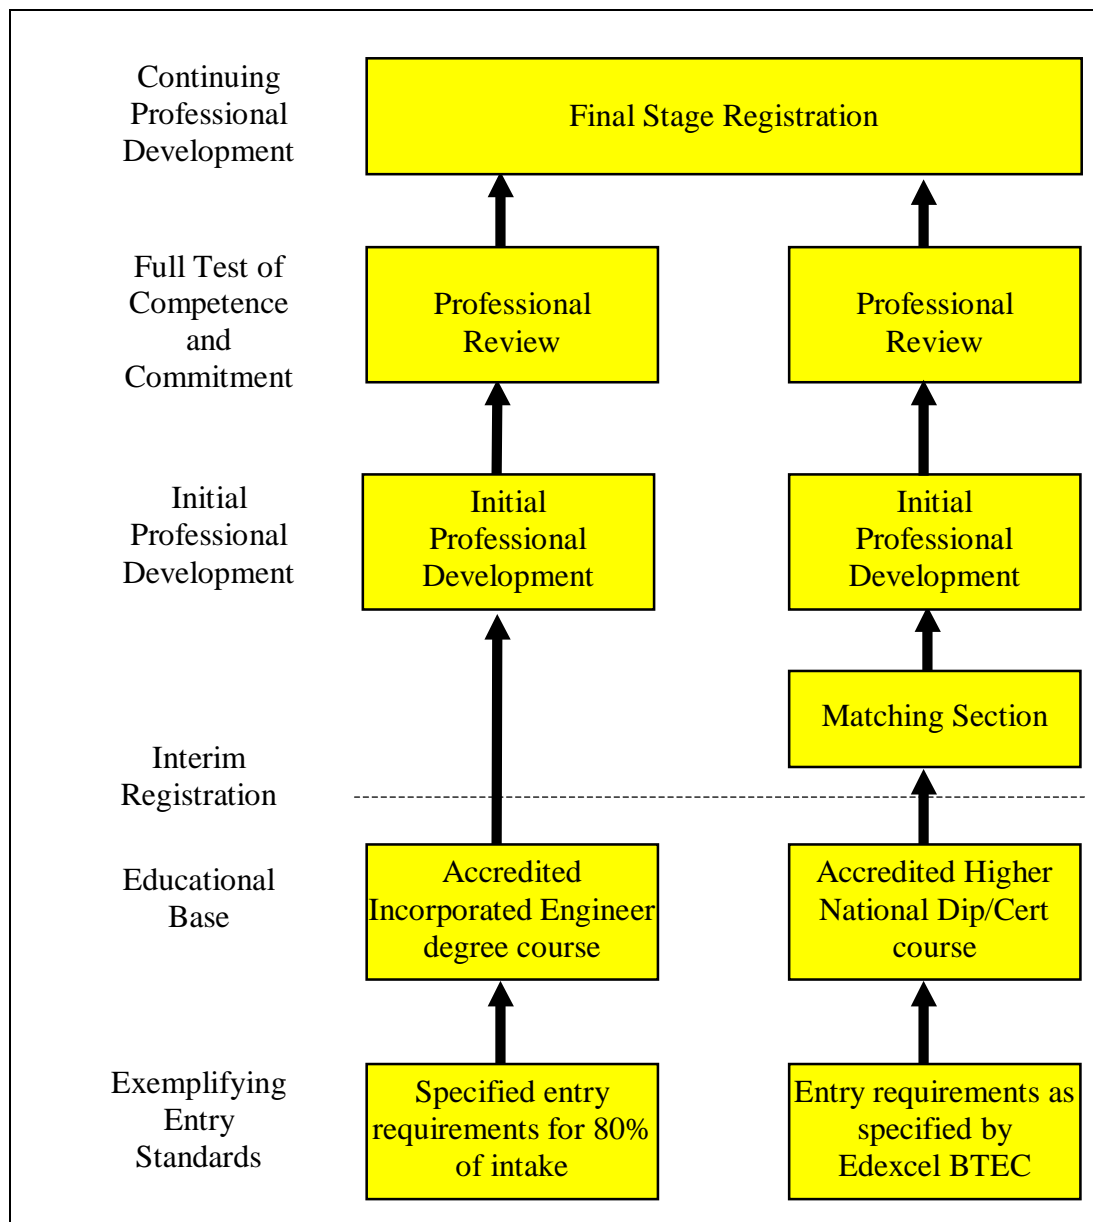 Continuing
Professional
Development
Final Stage Registration
Full Test of
Competence
and
Commitment
Professional
Review
Professional
Review
Initial
Professional
Development
Initial
Professional
Development
Initial
Professional
Development
Matching Section
Interim
Registration
Educational
Base
Accredited
Incorporated Engineer
degree course
Accredited Higher
National Dip/Cert
course
Exemplifying
Entry
Standards
Specified entry
requirements for 80%
of intake
Entry requirements as
specified by
Edexcel BTEC